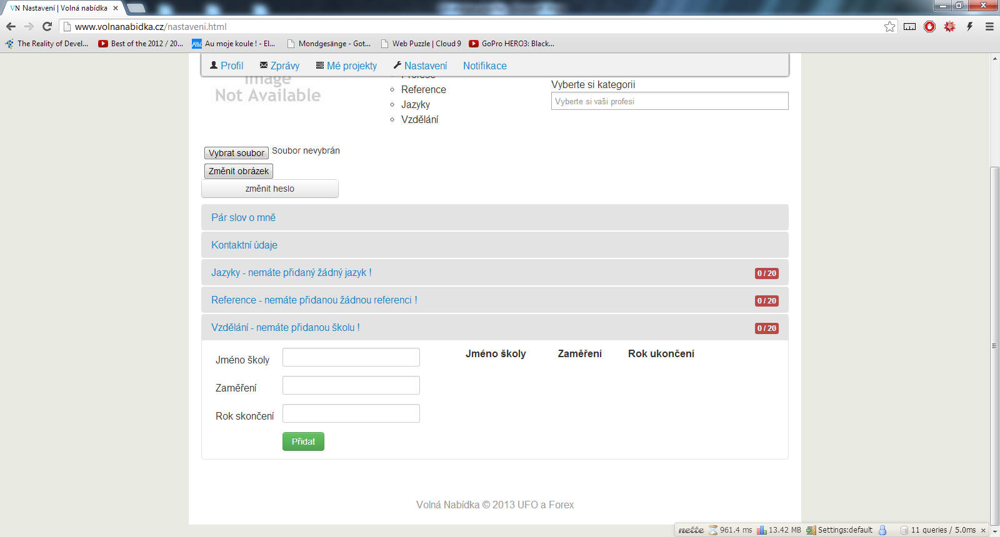 VN Nastavení | Volná nabídka
www.volnanabidka.cz/nastaveni.html
The Reality of Devel... Best of the 2012 / 20... Au moje koule ! - El... Mondgesänge - Got... Web Puzzle | Cloud 9 GoPro HERO3: Black...
Profil Zprávy Mé projekty Nastavení Notifikace
Image
Not Available
Profese
Reference
Jazyky
Vzdělání
Vyberte si kategorii
Vyberte si vaši profesi
Vybrat soubor Soubor nevybrán
Změnit obrázek
změnit heslo
Pár slov o mně
Kontaktní údaje
Jazyky - nemáte přidaný žádný jazyk ! 0 / 20
Reference - nemáte přidanou žádnou referenci ! 0 / 20
Vzdělání - nemáte přidanou školu ! 0 / 20
Jméno školy
Zaměření
Rok skončení
Přidat
Jméno školy Zaměření Rok ukončení
Volná Nabídka © 2013 UFO a Forex
nette 961.4 ms 13.42 MB Settings:default 11 queries / 5.0ms